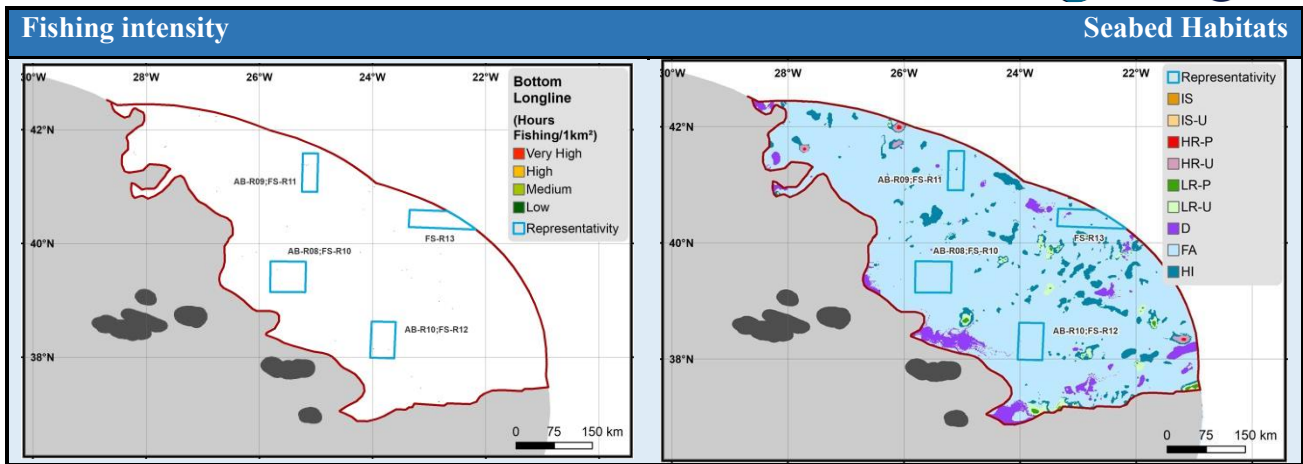 Fishing intensity
Seabed Habitats
30°W 28°W 26°W 24°W 22°W
42°N
40°N
38°N
Bottom
Longline
(Hours
Fishing/1km²)
Very High
High
Medium
Low
Representativity
AB-R09;FS-R11
FS-R13
AB-R08;FS-R10
AB-R10;FS-R12
0 75 150 km
30°W 28°W 26°W 24°W 22°W
42°N
40°N
38°N
Representativity
IS
IS-U
HR-P
HR-U
LR-P
LR-U
D
FA
HI
AB-R09;FS-R11
FS-R13
AB-R08;FS-R10
AB-R10;FS-R12
0 75 150 km